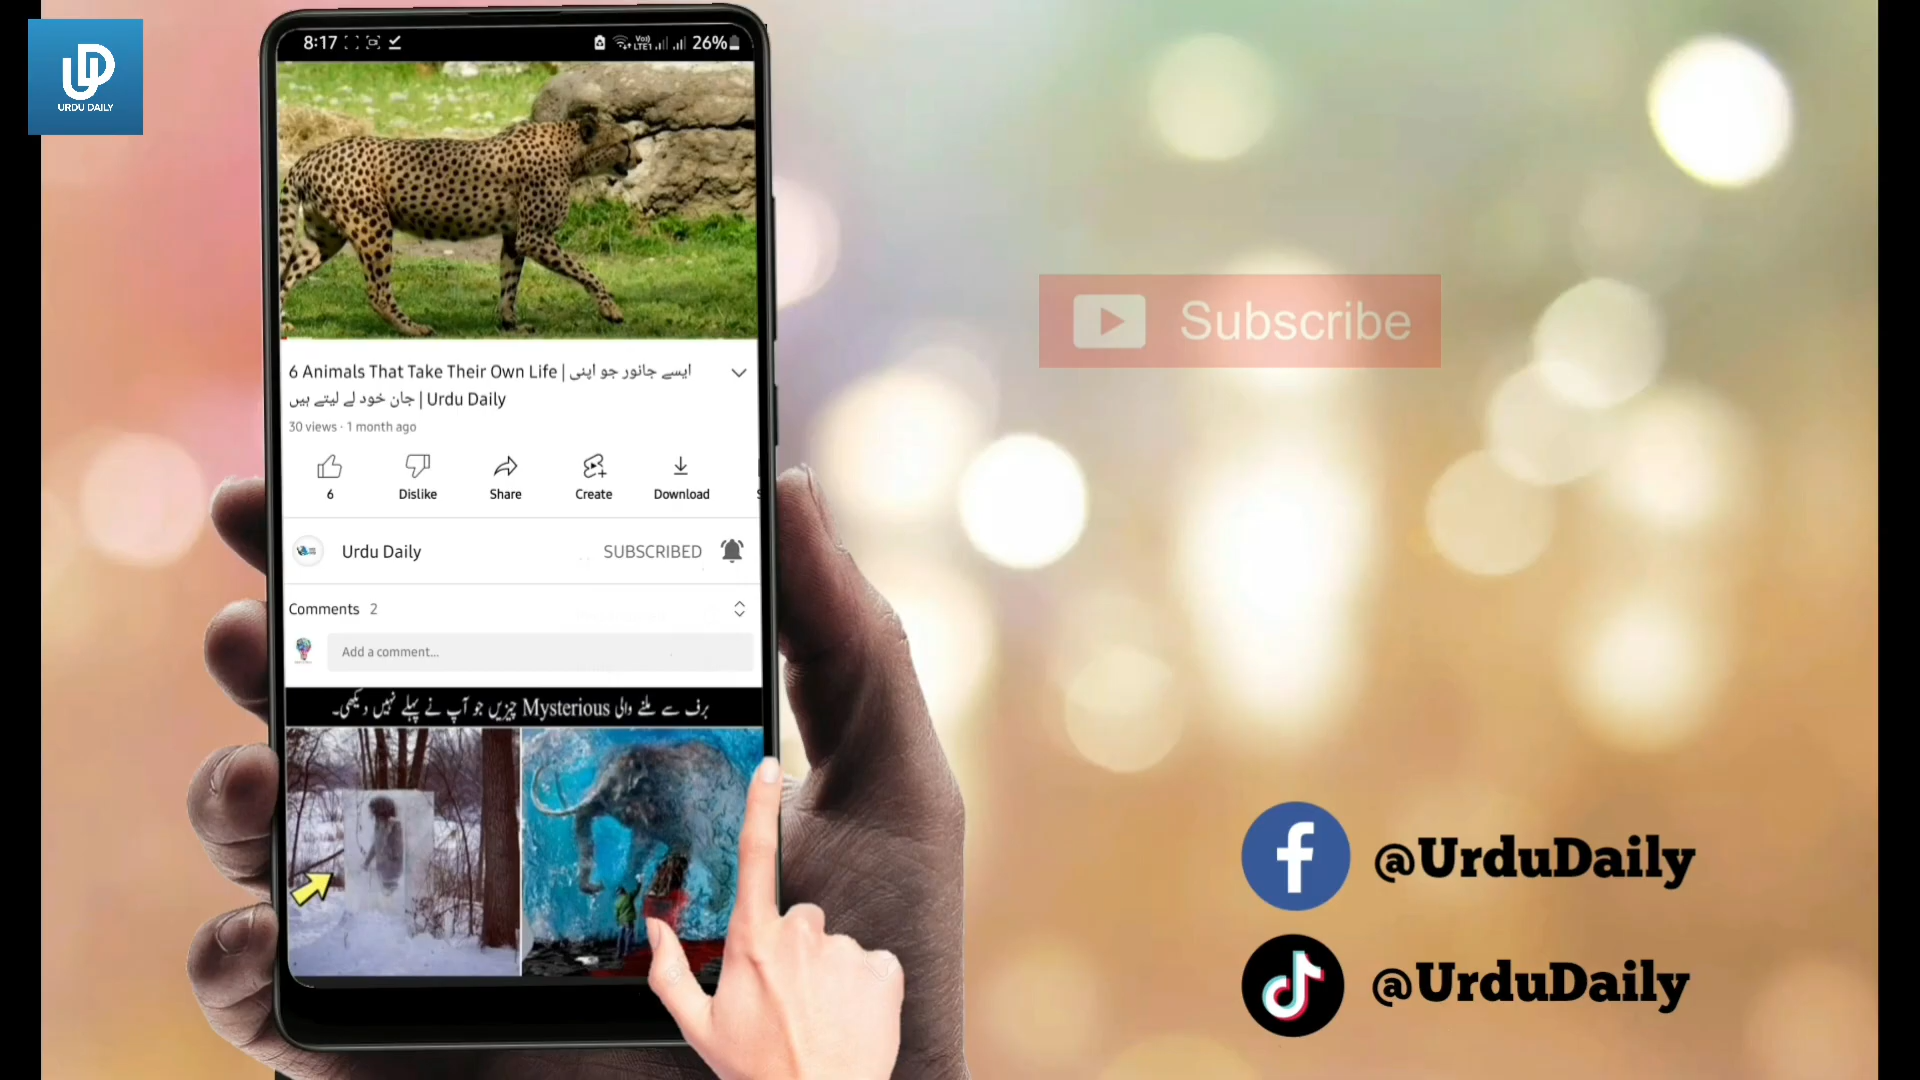 URDU DAILY
8:17
Vo))
LTE1
26%
6 Animals That Take Their Own Life | ایسے جانور جو اپنی
جان خود لے لیتے ہیں | Urdu Daily
30 views · 1 month ago
6
Dislike
Share
Create
Download
Urdu Daily
SUBSCRIBED
Comments 2
Add a comment...
برف سے ملنے والی Mysterious چیزیں جو آپ نے پہلے نہیں دیکھی۔
Subscribe
@UrduDaily
@UrduDaily